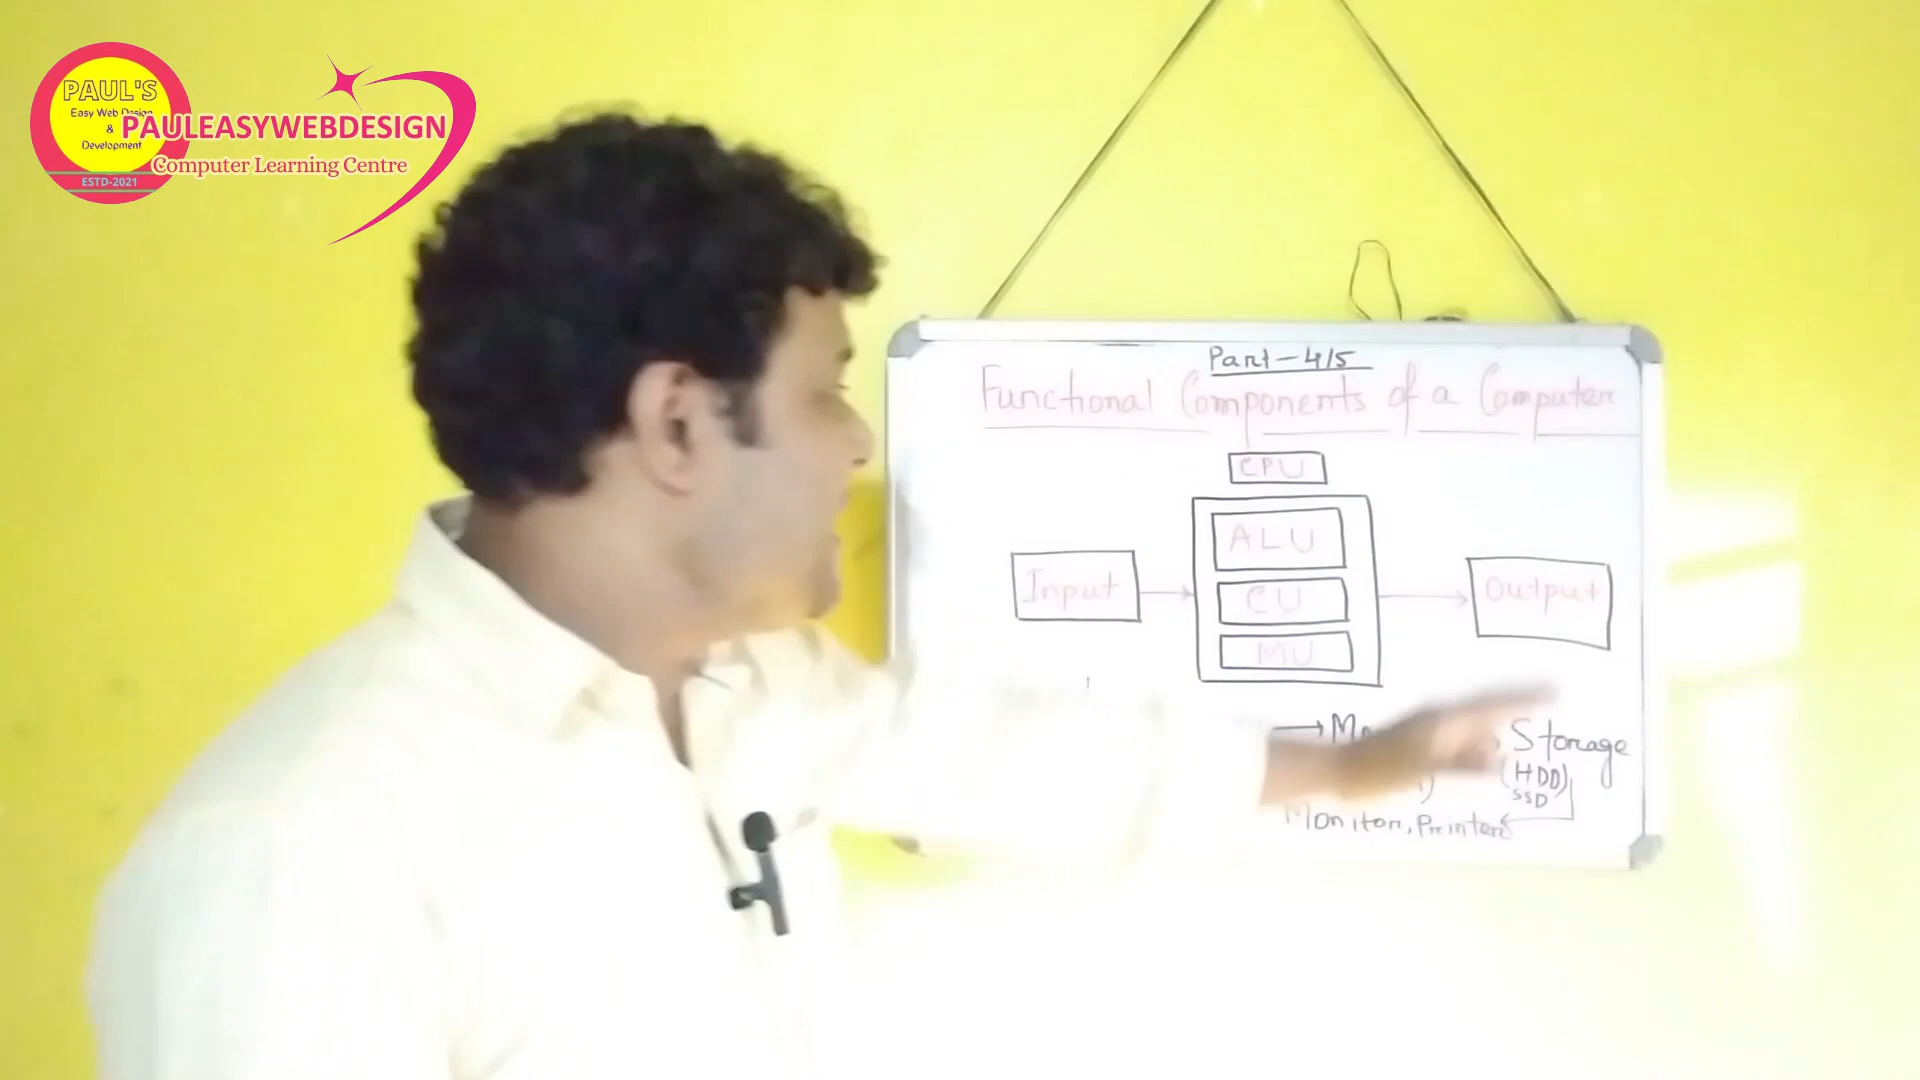 PAUL'S
Easy Web Design
&
Development
ESTD-2021
PAULEASYWEBDESIGN
Computer Learning Centre
Part-4/5
Functional Components of a Computer
CPU
ALU
Input
CU
Output
MU
Storage
(HDD)
SSD
Monitor, Printer